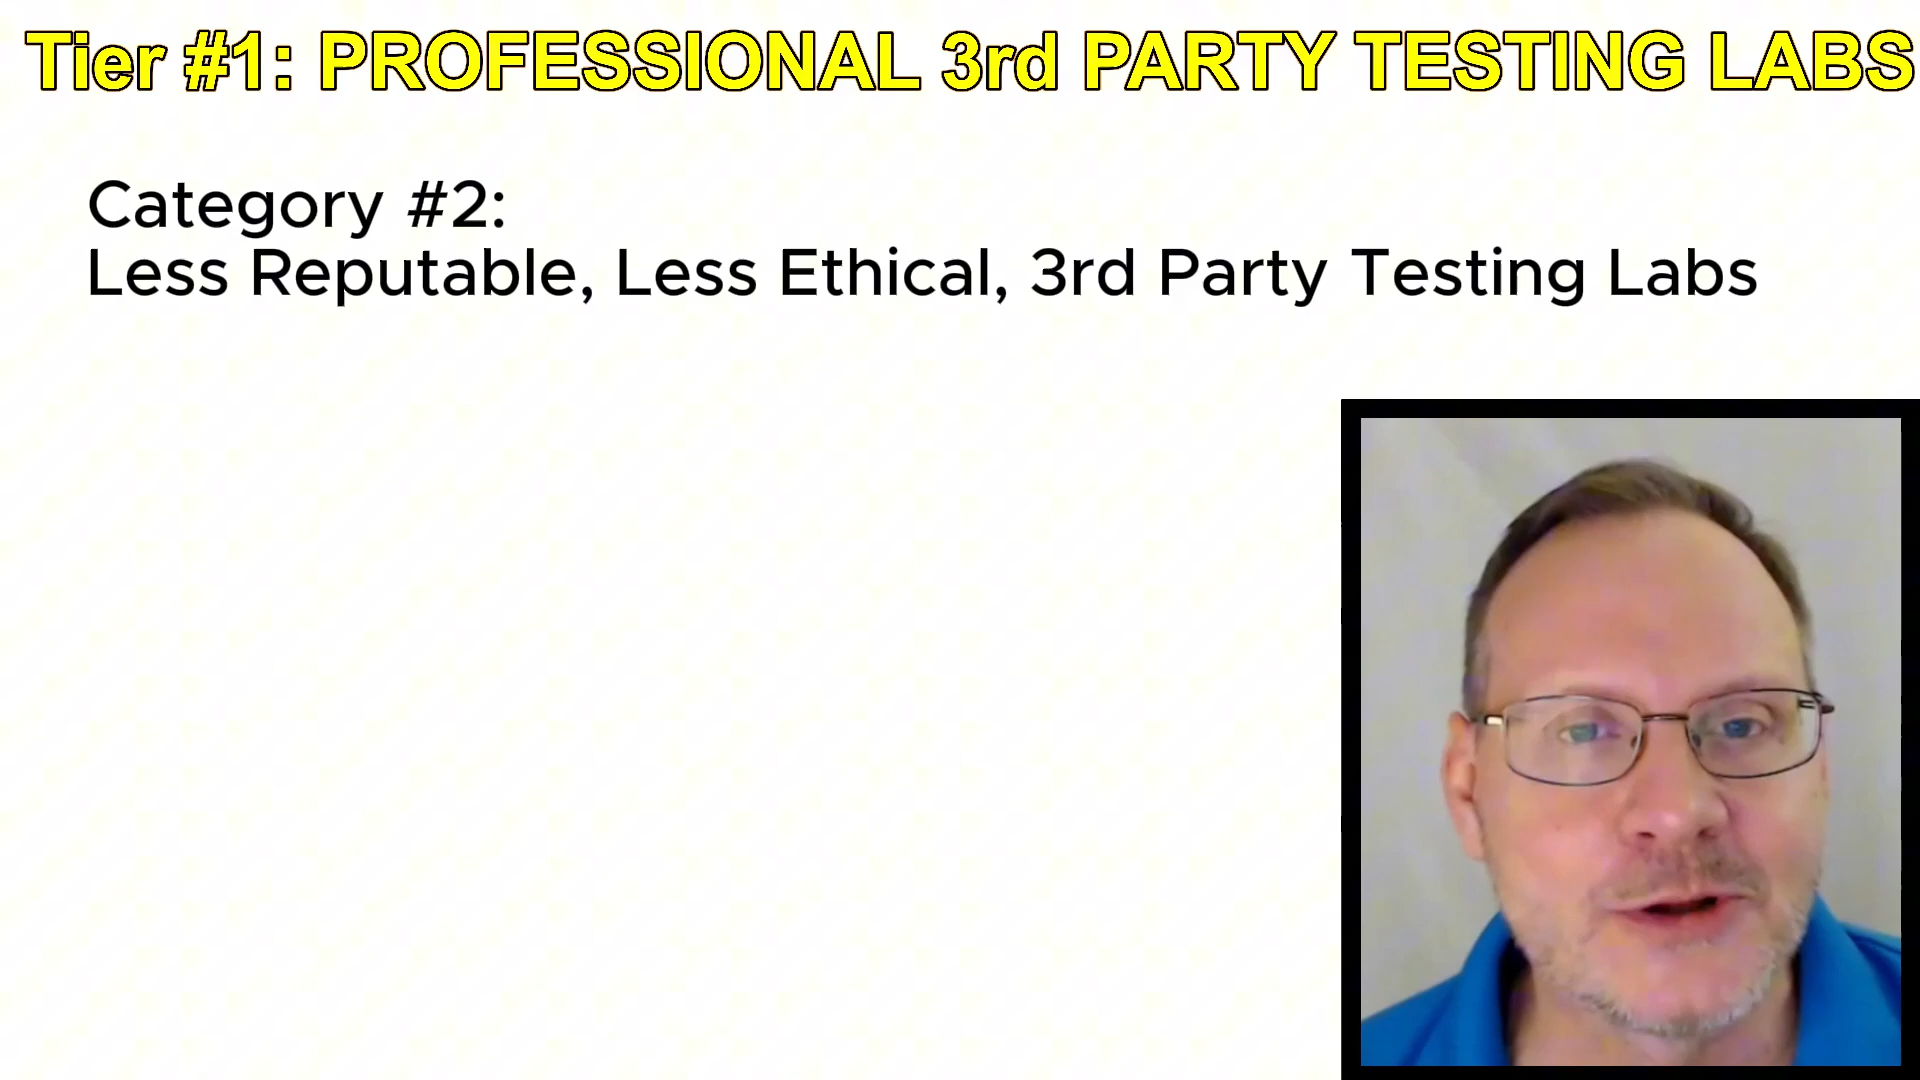 Tier #1: PROFESSIONAL 3rd PARTY TESTING LABS
Category #2:
Less Reputable, Less Ethical, 3rd Party Testing Labs